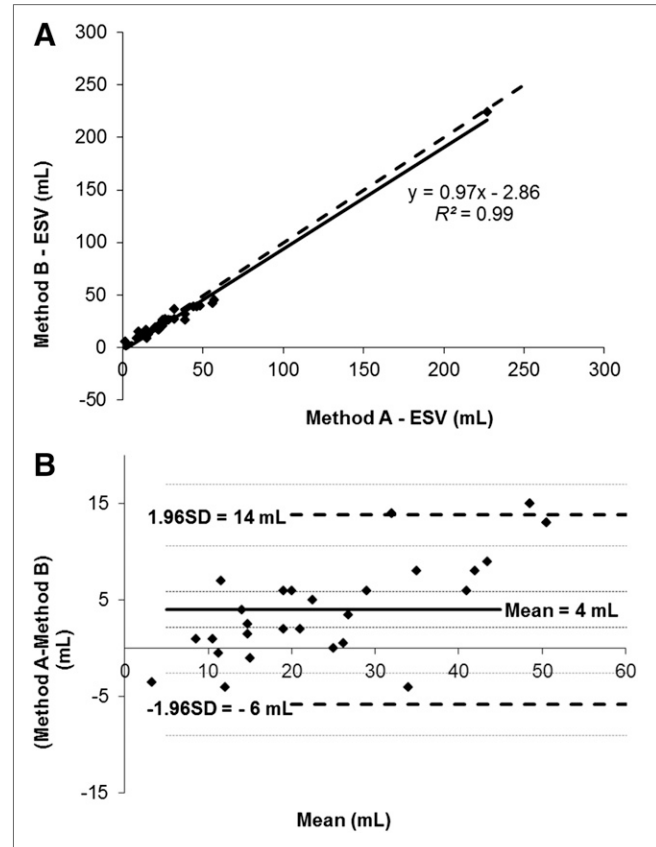 A
Method B - ESV (mL)
300
250
200
150
100
50
0
-50
y = 0.97x - 2.86
R² = 0.99
0 50 100 150 200 250 300
Method A - ESV (mL)
B
(Method A-Method B)
(mL)
15
5
-5
-15
1.96SD = 14 mL
Mean = 4 mL
0 10 20 30 40 50 60
-1.96SD = - 6 mL
Mean (mL)